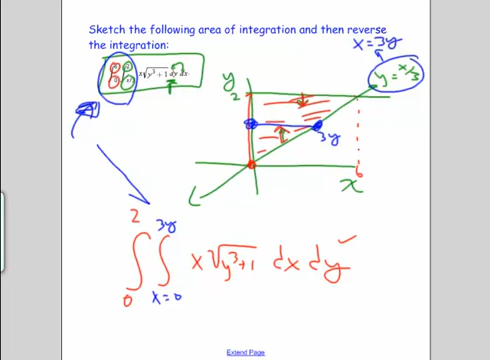 Sketch the following area of integration and then reverse
the integration:
x√y³+1 dy dx
x=3y
y=x/3
y
2
3y
x
6
2 3y
∫ ∫ x√y³+1 dx dy ✓
0 x=0
Extend Page